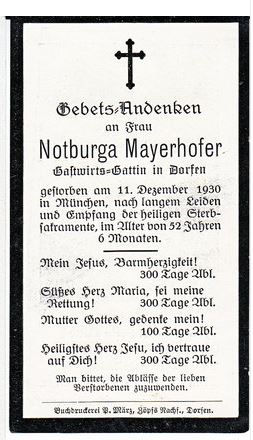 Gebets-Andenken
an Frau
Notburga Mayerhofer
Gastwirts-Gattin in Dorfen
gestorben am 11. Dezember 1930
in München, nach langem Leiden
und Empfang der heiligen Sterb-
sakramente, im Alter von 52 Jahren
6 Monaten.
Mein Jesus, Barmherzigkeit!
300 Tage Abl.
Süßes Herz Maria, sei meine
Rettung! 300 Tage Abl.
Mutter Gottes, gedenke mein!
100 Tage Abl.
Heiligstes Herz Jesu, ich vertraue
auf Dich! 300 Tage Abl.
Man bittet, die Ablässe der lieben
Verstorbenen zuzuwenden.
Buchdruckerei P. März, Höpfs Nachf., Dorfen.